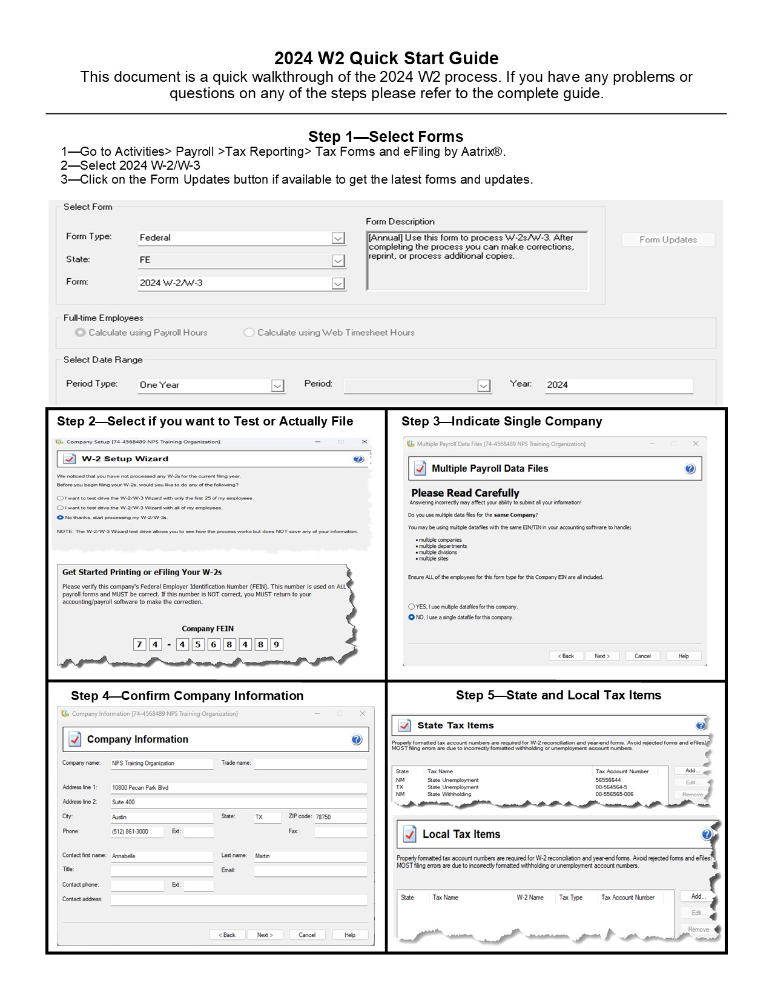 2024 W2 Quick Start Guide
This document is a quick walkthrough of the 2024 W2 process. If you have any problems or
questions on any of the steps please refer to the complete guide.
Step 1—Select Forms
1—Go to Activities> Payroll >Tax Reporting> Tax Forms and eFiling by Aatrix®.
2—Select 2024 W-2/W-3
3—Click on the Form Updates button if available to get the latest forms and updates.
Select Form
Form Description
Form Type: Federal
[Annual] Use this form to process W-2s/W-3. After
completing the process you can make corrections,
reprint, or process additional copies.
Form Updates
State: FE
Form: 2024 W-2/W-3
Full-time Employees
Calculate using Payroll Hours Calculate using Web Timesheet Hours
Select Date Range
Period Type: One Year Period: Year: 2024
Step 2—Select if you want to Test or Actually File
Company Setup [74-4568489 NPS Training Organization]
W-2 Setup Wizard
We noticed that you have not processed any W-2s for the current filing year.
Before you begin filing your W-2s, would you like to do any of the following?
I want to test drive the W-2/W-3 Wizard with only the first 25 of my employees.
I want to test drive the W-2/W-3 Wizard with all of my employees.
No thanks, start processing my W-2/W-3s.
NOTE: The W-2/W-3 Wizard test drive allows you to see how the process works but does NOT save any of your information.
Get Started Printing or eFiling Your W-2s
Please verify this company's Federal Employer Identification Number (FEIN). This number is used on ALL
payroll forms and MUST be correct. If this number is NOT correct, you MUST return to your
accounting/payroll software to make the correction.
Company FEIN
7 4 - 4 5 6 8 4 8 9
Step 3—Indicate Single Company
Multiple Payroll Data Files [74-4568489 NPS Training Organization]
Multiple Payroll Data Files
Please Read Carefully
Answering incorrectly may affect your ability to submit all your information!
Do you use multiple data files for the same Company?
You may be using multiple datafiles with the same EIN/TIN in your accounting software to handle:
• multiple companies
• multiple departments
• multiple divisions
• multiple sites
Ensure ALL of the employees for this form type for this Company EIN are all included.
YES, I use multiple datafiles for this company.
NO, I use a single datafile for this company.
< Back Next > Cancel Help
Step 4—Confirm Company Information
Company Information [74-4568489 NPS Training Organization]
Company Information
Company name: NPS Training Organization Trade name:
Address line 1: 10800 Pecan Park Blvd
Address line 2: Suite 400
City: Austin State: TX ZIP code: 78750
Phone: (512) 861-3000 Ext: Fax:
Contact first name: Annabelle Last name: Martin
Title: Email:
Contact phone: Ext:
Contact address:
< Back Next > Cancel Help
Step 5—State and Local Tax Items
State Tax Items
Properly formatted tax account numbers are required for W-2 reconciliation and year-end forms. Avoid rejected forms and eFiles!
MOST filing errors are due to incorrectly formatted withholding or unemployment account numbers.
State Tax Name Tax Account Number Add...
NM State Unemployment 56556644
TX State Unemployment 00-564564-5
NM State Withholding 00-556565-006
Edit...
Remove
Local Tax Items
Properly formatted tax account numbers are required for W-2 reconciliation and year-end forms. Avoid rejected forms and eFiles!
MOST filing errors are due to incorrectly formatted withholding or unemployment account numbers.
State Tax Name W-2 Name Tax Type Tax Account Number Add...
Edit...
Remove